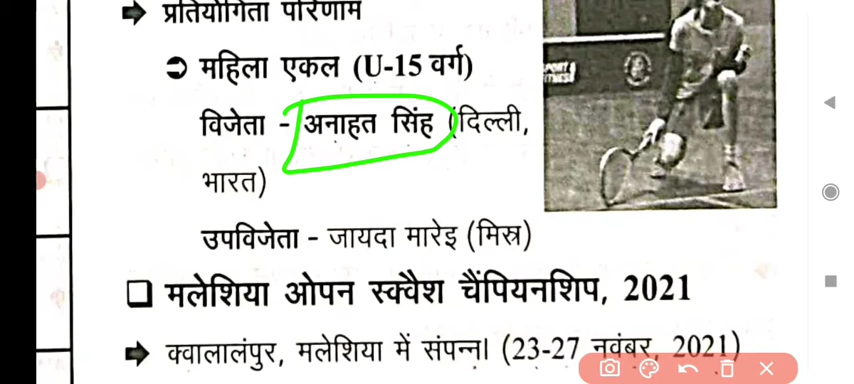 ➡ प्रतियोगिता परिणाम
➲ महिला एकल (U-15 वर्ग)
विजेता - अनाहत सिंह (दिल्ली,
भारत)
उपविजेता - जायदा मारेइ (मिस्र)
❑ मलेशिया ओपन स्क्वैश चैंपियनशिप, 2021
➡ क्वालालंपुर, मलेशिया में संपन्न। (23-27 नवंबर, 2021)